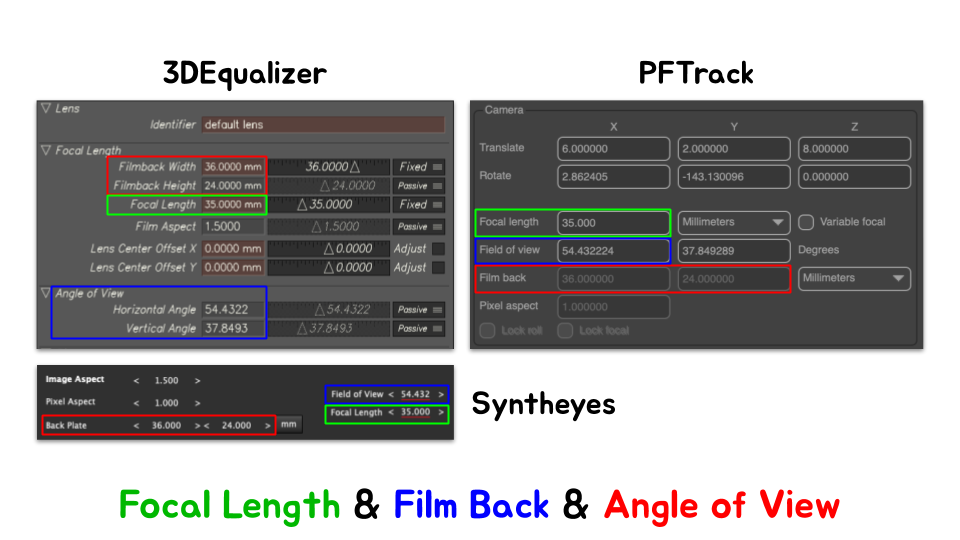 3DEqualizer
PFTrack
▽ Lens
Identifier default lens
▽ Focal Length
Filmback Width 36.0000 mm 36.0000 △ Fixed
Filmback Height 24.0000 mm △ 24.0000 Passive
Focal Length 35.0000 mm △ 35.0000 Fixed
Film Aspect 1.5000 △ 1.5000 Passive
Lens Center Offset X 0.0000 mm △ 0.0000 Adjust
Lens Center Offset Y 0.0000 mm △ 0.0000 Adjust
▽ Angle of View
Horizontal Angle 54.4322 △ 54.4322 Passive
Vertical Angle 37.8493 △ 37.8493 Passive
Camera
X Y Z
Translate 6.000000 2.000000 8.000000
Rotate 2.862405 -143.130096 0.000000
Focal length 35.000 Millimeters Variable focal
Field of view 54.432224 37.849289 Degrees
Film back 36.000000 24.000000 Millimeters
Pixel aspect 1.000000
Lock roll Lock focal
Image Aspect < 1.500 >
Pixel Aspect < 1.000 >
Back Plate < 36.000 > < 24.000 > mm
Field of View < 54.432 >
Focal Length < 35.000 >
Syntheyes
Focal Length & Film Back & Angle of View